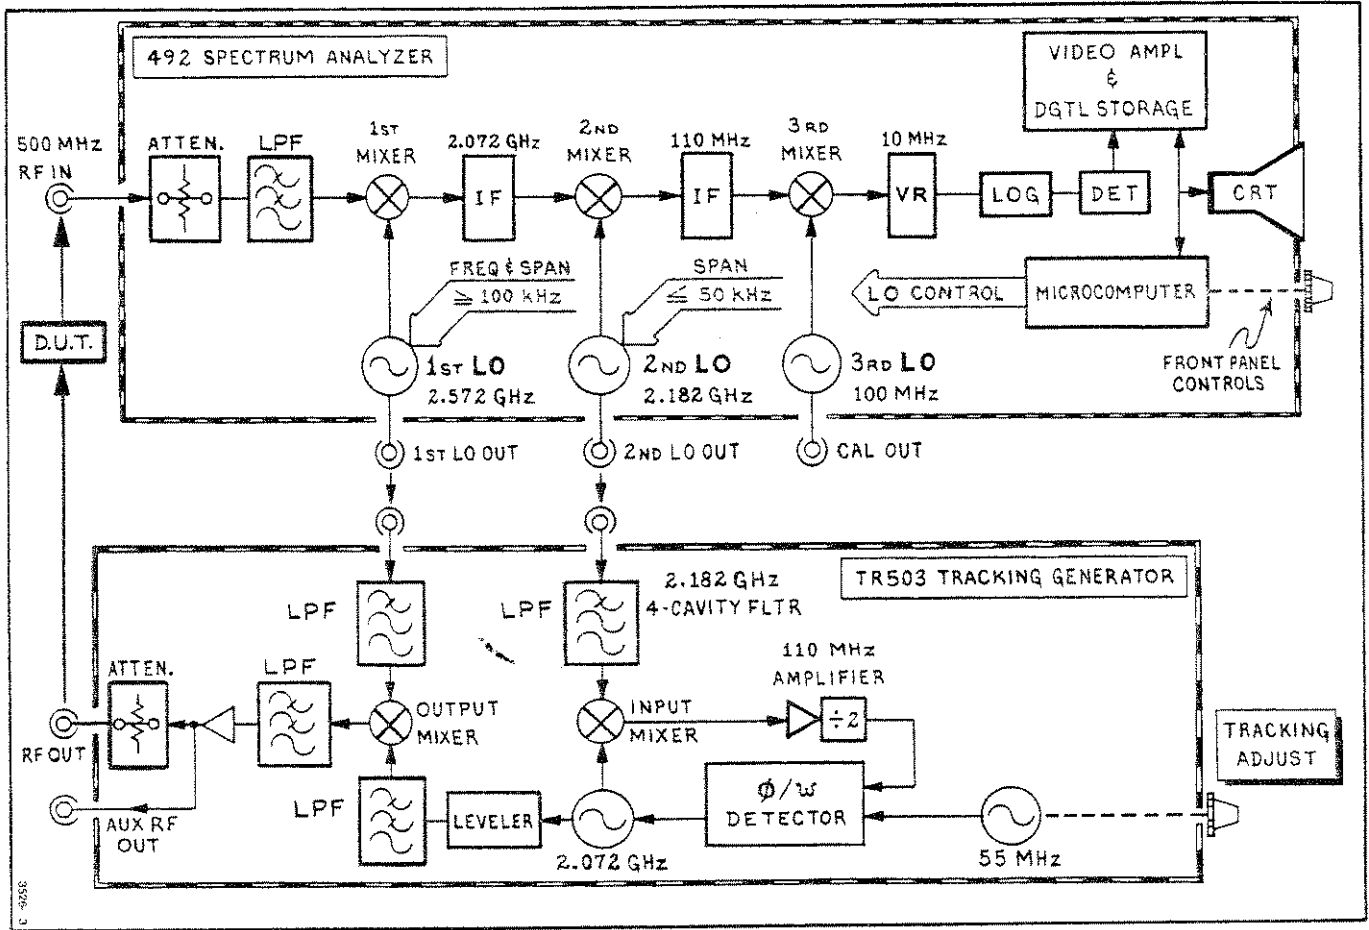 492 SPECTRUM ANALYZER
VIDEO AMPL
&
DGTL STORAGE
500 MHz
RF IN
ATTEN.
LPF
1ST
MIXER
2.072 GHz
IF
2ND
MIXER
110 MHz
IF
3RD
MIXER
10 MHz
VR
LOG
DET
CRT
FREQ & SPAN
≥ 100 kHz
SPAN
≤ 50 kHz
LO CONTROL
MICROCOMPUTER
FRONT PANEL
CONTROLS
D.U.T.
1ST LO
2.572 GHz
2ND LO
2.182 GHz
3RD LO
100 MHz
1ST LO OUT
2ND LO OUT
CAL OUT
TR503 TRACKING GENERATOR
LPF
LPF
2.182 GHz
4-CAVITY FLTR
110 MHz
AMPLIFIER
÷2
ATTEN.
LPF
OUTPUT
MIXER
INPUT
MIXER
RF OUT
TRACKING
ADJUST
AUX RF
OUT
LPF
LEVELER
2.072 GHz
Ø/W
DETECTOR
55 MHz
3526-3